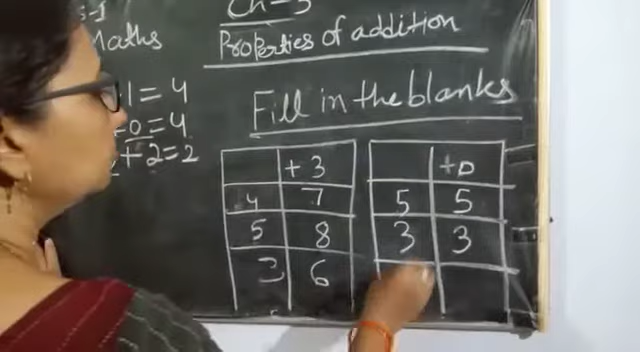 Ch-3
Maths
Properties of addition
1 = 4
+0=4
+2=2
Fill in the blanks
+3
4 7
5 8
3 6
+0
5 5
3 3